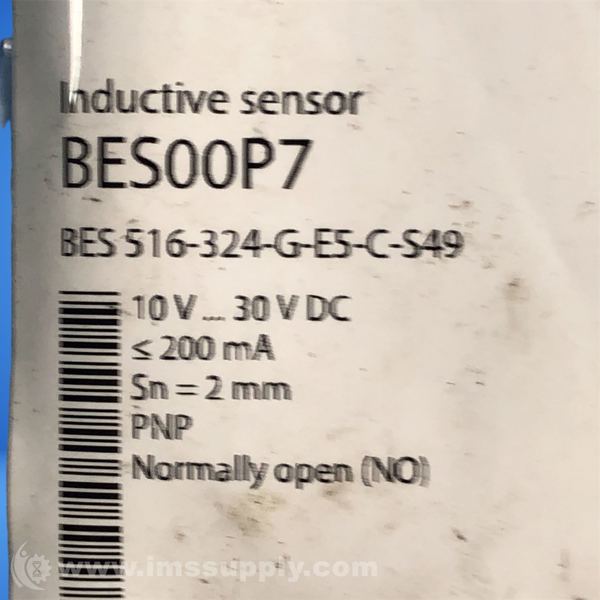 Inductive sensor
BES00P7
BES 516-324-G-E5-C-S49
10 V ... 30 V DC
≤ 200 mA
Sn = 2 mm
PNP
Normally open (NO)
www.imssupply.com